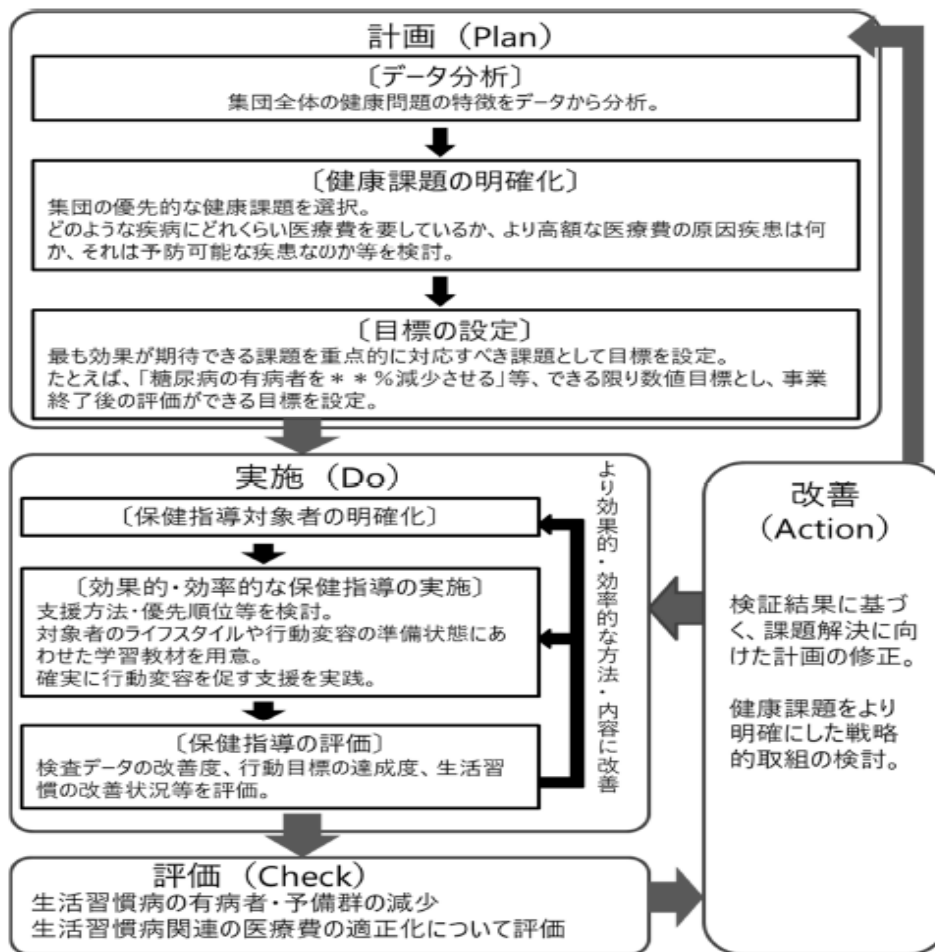 計画（Plan）
〔データ分析〕
集団全体の健康問題の特徴をデータから分析。
〔健康課題の明確化〕
集団の優先的な健康課題を選択。
どのような疾病にどれくらい医療費を要しているか、より高額な医療費の原因疾患は何
か、それは予防可能な疾患なのか等を検討。
〔目標の設定〕
最も効果が期待できる課題を重点的に対応すべき課題として目標を設定。
たとえば、「糖尿病の有病者を＊＊％減少させる」等、できる限り数値目標とし、事業
終了後の評価ができる目標を設定。
実施（Do）
〔保健指導対象者の明確化〕
〔効果的・効率的な保健指導の実施〕
支援方法・優先順位等を検討。
対象者のライフスタイルや行動変容の準備状態にあ
わせた学習教材を用意。
確実に行動変容を促す支援を実践。
〔保健指導の評価〕
検査データの改善度、行動目標の達成度、生活習
慣の改善状況等を評価。
より効果的・効率的な方法・内容に改善
評価（Check）
生活習慣病の有病者・予備群の減少
生活習慣病関連の医療費の適正化について評価
改善
（Action）
検証結果に基づ
く、課題解決に向
けた計画の修正。
健康課題をより
明確にした戦略
的取組の検討。